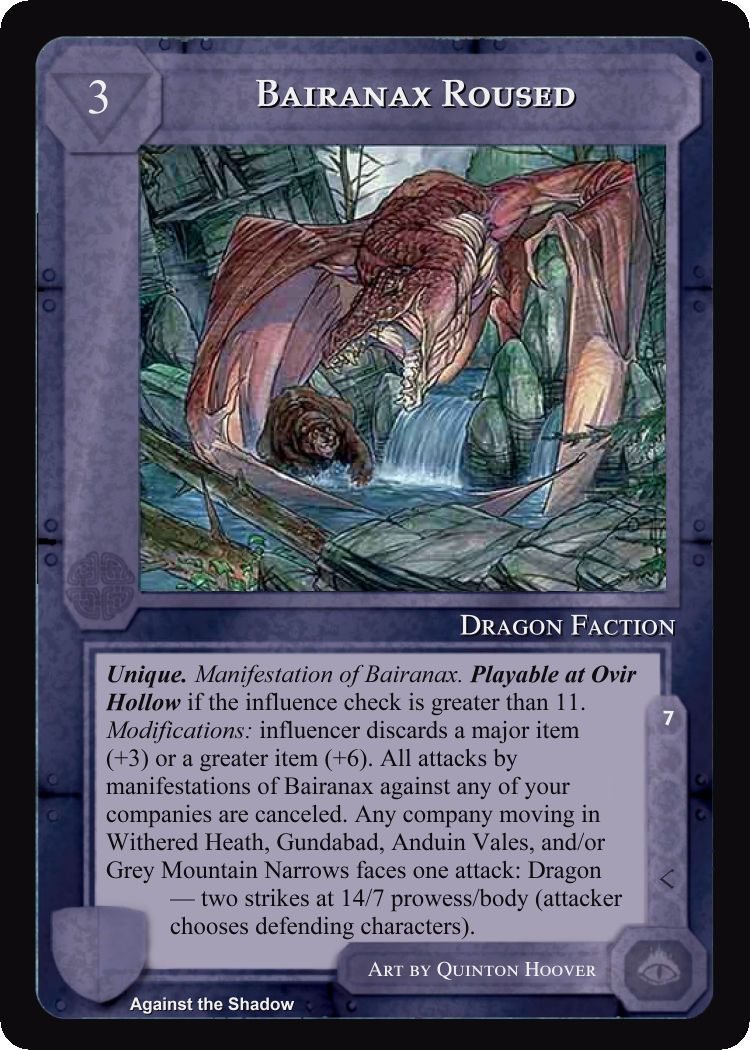 3
Bairanax Roused
Dragon Faction
Unique. Manifestation of Bairanax. Playable at Ovir
Hollow if the influence check is greater than 11.
Modifications: influencer discards a major item
(+3) or a greater item (+6). All attacks by
manifestations of Bairanax against any of your
companies are canceled. Any company moving in
Withered Heath, Gundabad, Anduin Vales, and/or
Grey Mountain Narrows faces one attack: Dragon
— two strikes at 14/7 prowess/body (attacker
chooses defending characters).
7
Art by Quinton Hoover
Against the Shadow